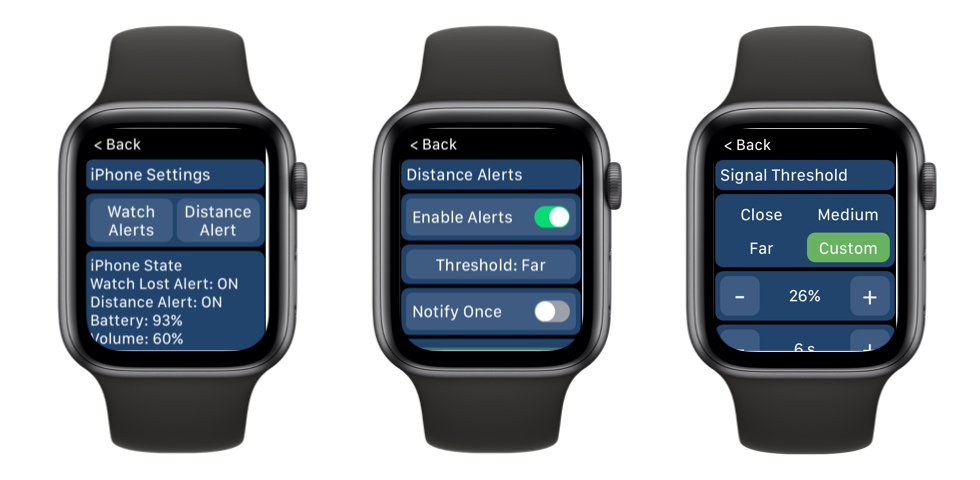 < Back
iPhone Settings
Watch
Alerts
Distance
Alert
iPhone State
Watch Lost Alert: ON
Distance Alert: ON
Battery: 93%
Volume: 60%
< Back
Distance Alerts
Enable Alerts
Threshold: Far
Notify Once
< Back
Signal Threshold
Close Medium
Far Custom
- 26% +
- 6 s +